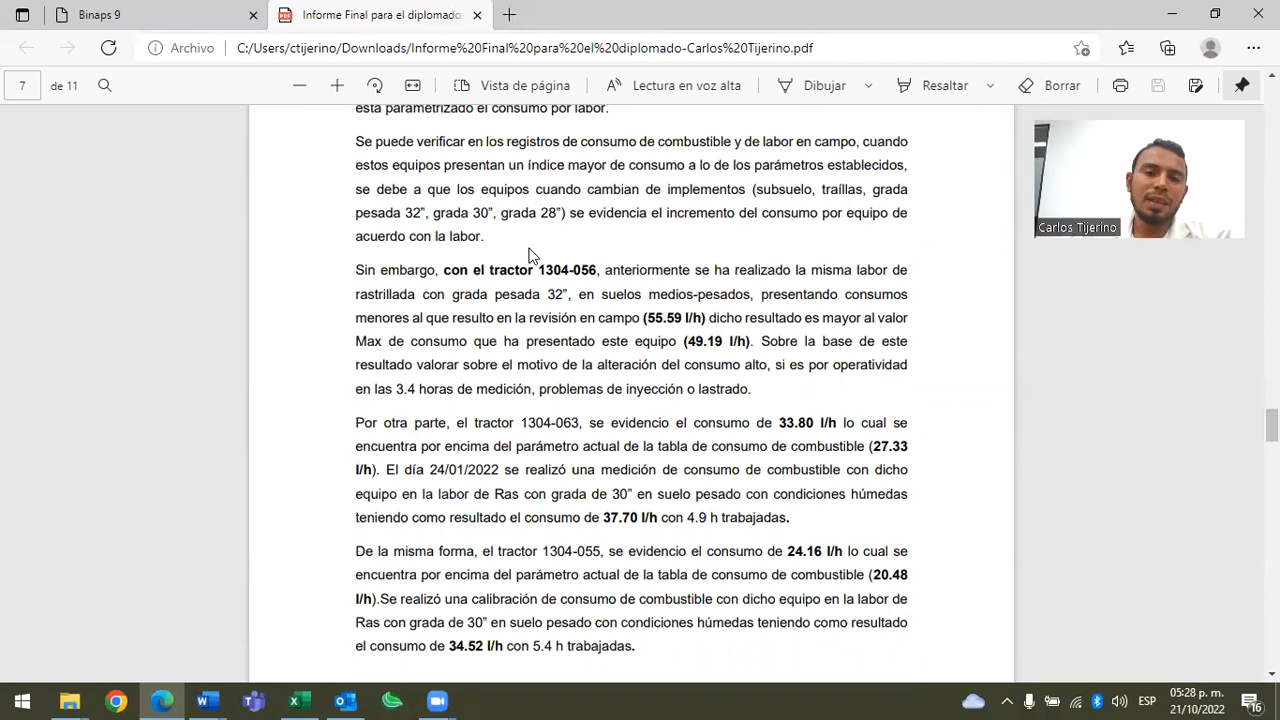 Binaps 9
Informe Final para el diplomado-
Archivo
C:/Users/ctijerino/Downloads/Informe%20Final%20para%20el%20diplomado-Carlos%20Tijerino.pdf
7 de 11
Vista de página
Lectura en voz alta
Dibujar
Resaltar
Borrar
está parametrizado el consumo por labor.
Se puede verificar en los registros de consumo de combustible y de labor en campo, cuando
estos equipos presentan un índice mayor de consumo a lo de los parámetros establecidos,
se debe a que los equipos cuando cambian de implementos (subsuelo, traíllas, grada
pesada 32”, grada 30”, grada 28”) se evidencia el incremento del consumo por equipo de
acuerdo con la labor.
Sin embargo, con el tractor 1304-056, anteriormente se ha realizado la misma labor de
rastrillada con grada pesada 32”, en suelos medios-pesados, presentando consumos
menores al que resulto en la revisión en campo (55.59 l/h) dicho resultado es mayor al valor
Max de consumo que ha presentado este equipo (49.19 l/h). Sobre la base de este
resultado valorar sobre el motivo de la alteración del consumo alto, si es por operatividad
en las 3.4 horas de medición, problemas de inyección o lastrado.
Por otra parte, el tractor 1304-063, se evidencio el consumo de 33.80 l/h lo cual se
encuentra por encima del parámetro actual de la tabla de consumo de combustible (27.33
l/h). El día 24/01/2022 se realizó una medición de consumo de combustible con dicho
equipo en la labor de Ras con grada de 30” en suelo pesado con condiciones húmedas
teniendo como resultado el consumo de 37.70 l/h con 4.9 h trabajadas.
De la misma forma, el tractor 1304-055, se evidencio el consumo de 24.16 l/h lo cual se
encuentra por encima del parámetro actual de la tabla de consumo de combustible (20.48
l/h).Se realizó una calibración de consumo de combustible con dicho equipo en la labor de
Ras con grada de 30” en suelo pesado con condiciones húmedas teniendo como resultado
el consumo de 34.52 l/h con 5.4 h trabajadas.
Carlos Tijerino
ESP
05:28 p. m.
21/10/2022
16